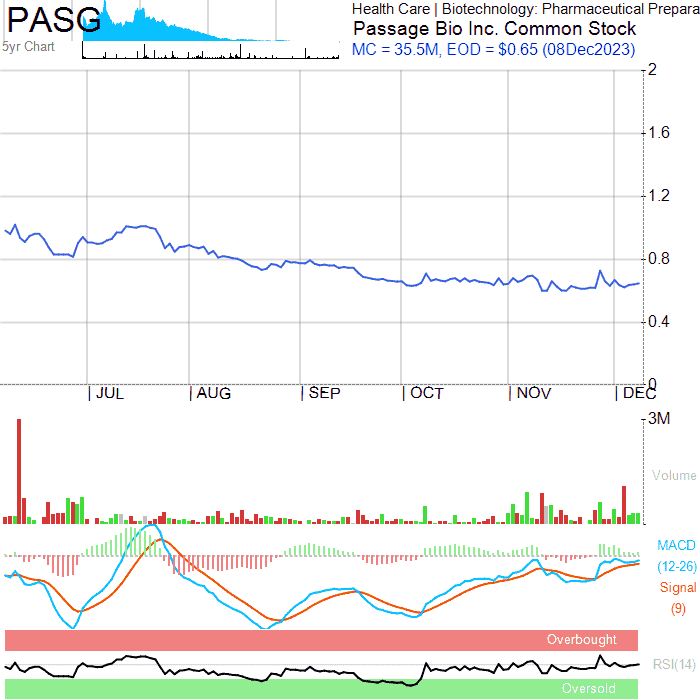 PASG
5yr Chart
Health Care | Biotechnology: Pharmaceutical Prepara
Passage Bio Inc. Common Stock
MC = 35.5M, EOD = $0.65 (08Dec2023)
2
1.6
1.2
0.8
0.4
0
JUL AUG SEP OCT NOV DEC
3M
Volume
MACD
(12-26)
Signal
(9)
Overbought
RSI(14)
Oversold